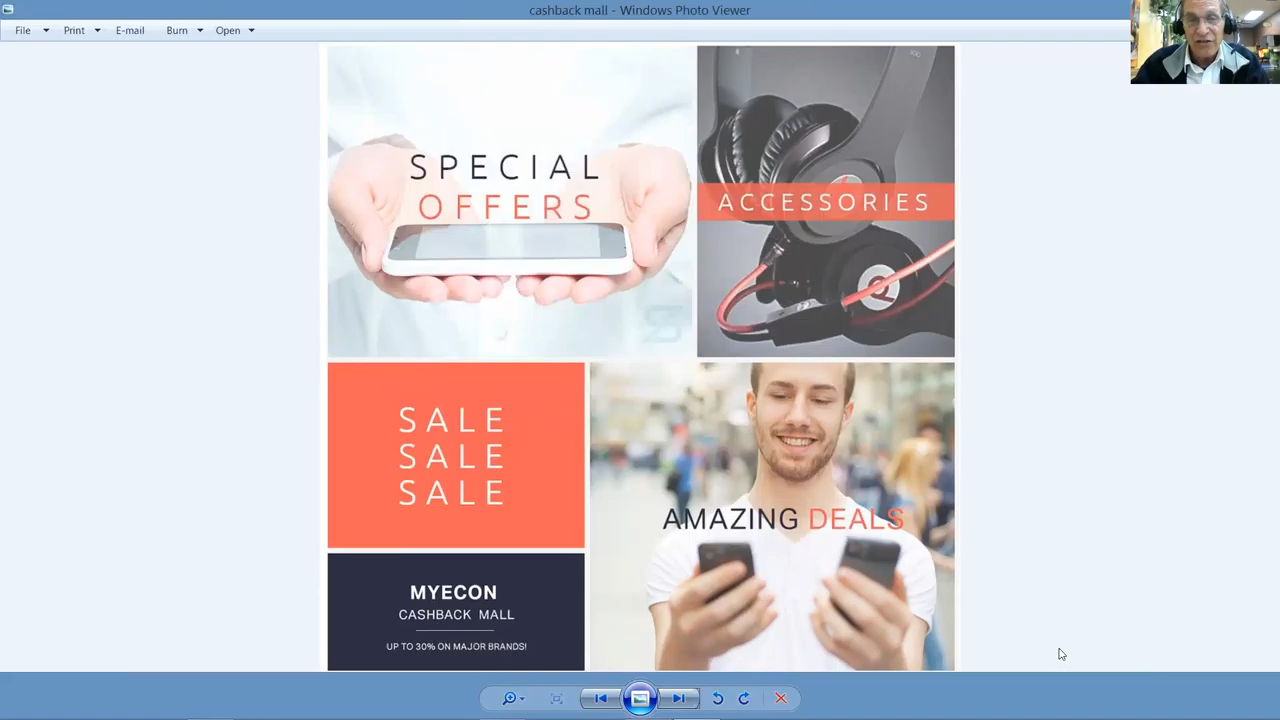 cashback mall - Windows Photo Viewer
File Print E-mail Burn Open
SPECIAL
OFFERS
ACCESSORIES
SALE
SALE
SALE
AMAZING DEALS
MYECON
CASHBACK MALL
UP TO 30% ON MAJOR BRANDS!